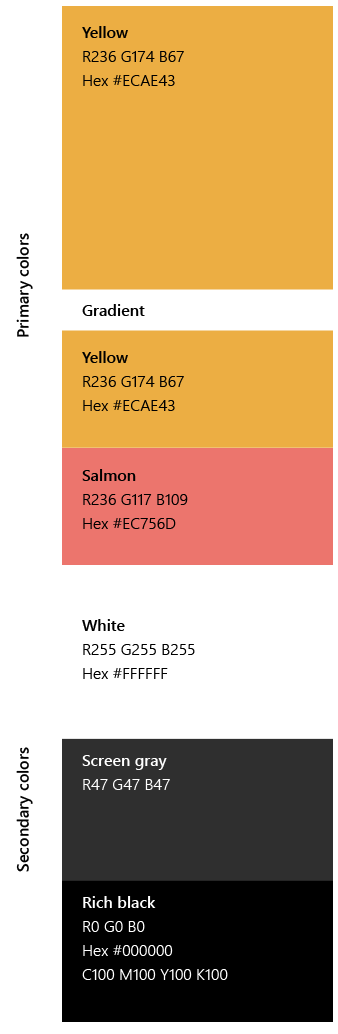 Primary colors
Yellow
R236 G174 B67
Hex #ECAE43
Gradient
Yellow
R236 G174 B67
Hex #ECAE43
Salmon
R236 G117 B109
Hex #EC756D
White
R255 G255 B255
Hex #FFFFFF
Secondary colors
Screen gray
R47 G47 B47
Rich black
R0 G0 B0
Hex #000000
C100 M100 Y100 K100